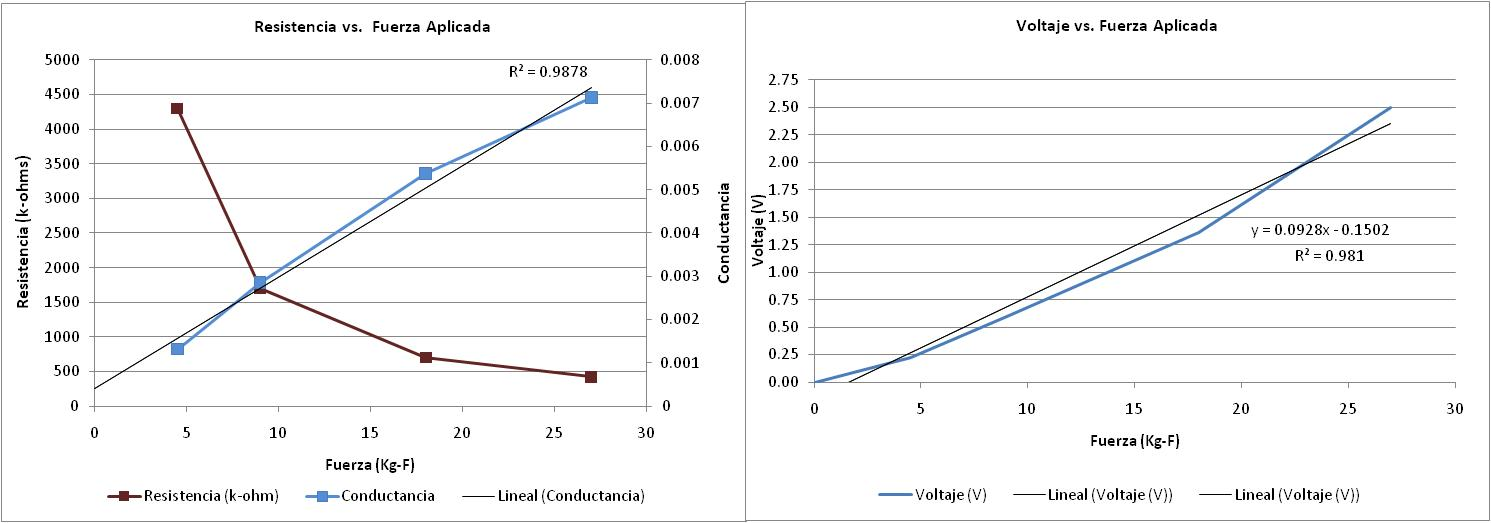 Resistencia vs. Fuerza Aplicada
R² = 0.9878
5000
4500
4000
3500
3000
2500
2000
1500
1000
500
0
Resistencia (k-ohms)
0.008
0.007
0.006
0.005
0.004
0.003
0.002
0.001
0
Conductancia
0 5 10 15 20 25 30
Fuerza (Kg-F)
Resistencia (k-ohm) Conductancia Lineal (Conductancia)
Voltaje vs. Fuerza Aplicada
2.75
2.50
2.25
2.00
1.75
1.50
1.25
1.00
0.75
0.50
0.25
0.00
Voltaje (V)
y = 0.0928x - 0.1502
R² = 0.981
0 5 10 15 20 25 30
Fuerza (Kg-F)
Voltaje (V) Lineal (Voltaje (V)) Lineal (Voltaje (V))